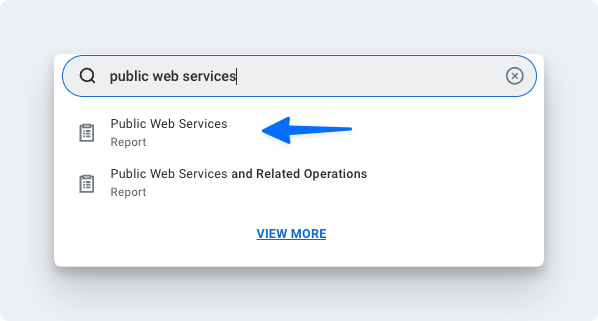 public web services
Public Web Services
Report
Public Web Services and Related Operations
Report
VIEW MORE